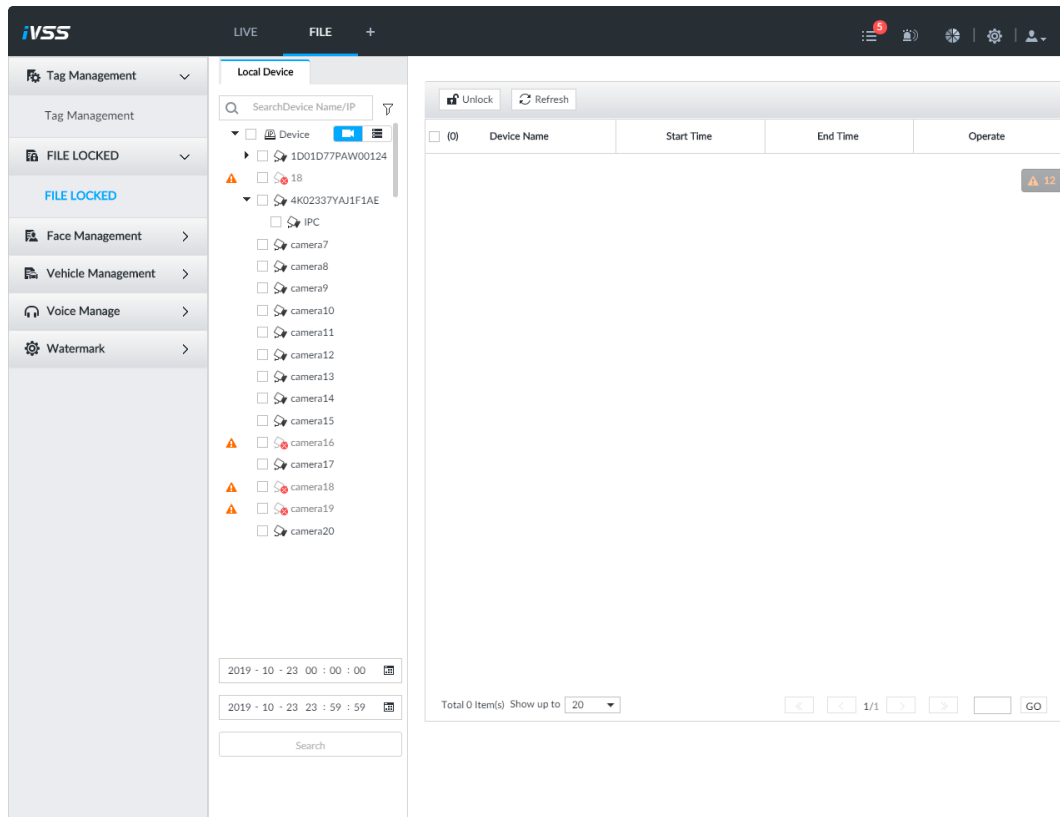 iVSS
LIVE
FILE
+
5
Tag Management
Tag Management
FILE LOCKED
FILE LOCKED
Face Management
Vehicle Management
Voice Manage
Watermark
Local Device
SearchDevice Name/IP
Device
1D01D77PAW00124
18
4K02337YAJ1F1AE
IPC
camera7
camera8
camera9
camera10
camera11
camera12
camera13
camera14
camera15
camera16
camera17
camera18
camera19
camera20
2019 - 10 - 23 00 : 00 : 00
2019 - 10 - 23 23 : 59 : 59
Search
Unlock Refresh
(0) Device Name Start Time End Time Operate
12
Total 0 Item(s) Show up to 20 1/1 GO